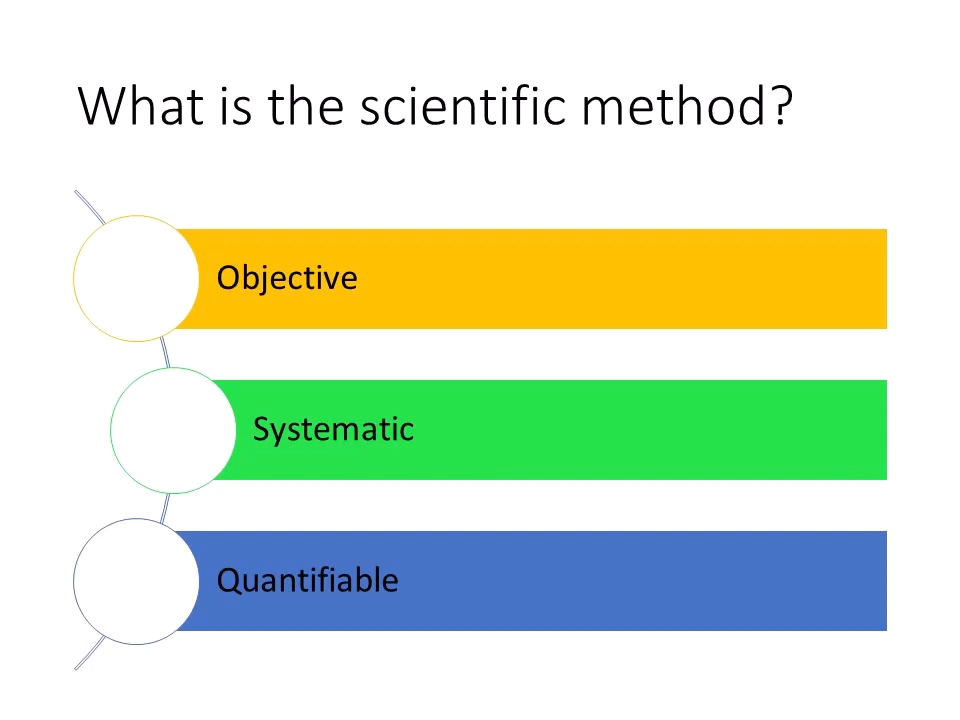 What is the scientific method?
Objective
Systematic
Quantifiable